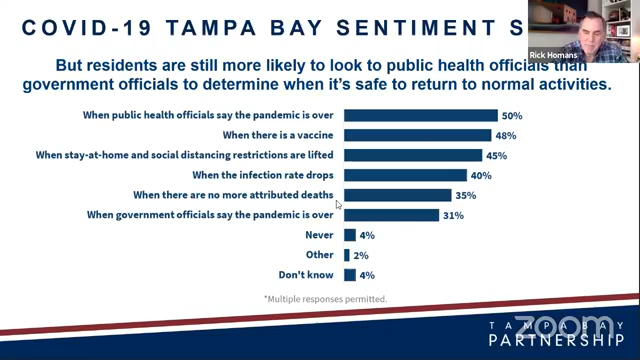 COVID-19 TAMPA BAY SENTIMENT S
Rick Homans
But residents are still more likely to look to public health officials than
government officials to determine when it's safe to return to normal activities.
When public health officials say the pandemic is over 50%
When there is a vaccine 48%
When stay-at-home and social distancing restrictions are lifted 45%
When the infection rate drops 40%
When there are no more attributed deaths 35%
When government officials say the pandemic is over 31%
Never 4%
Other 2%
Don't know 4%
*Multiple responses permitted.
TAMPA BAY
zoom
PARTNERSHIP